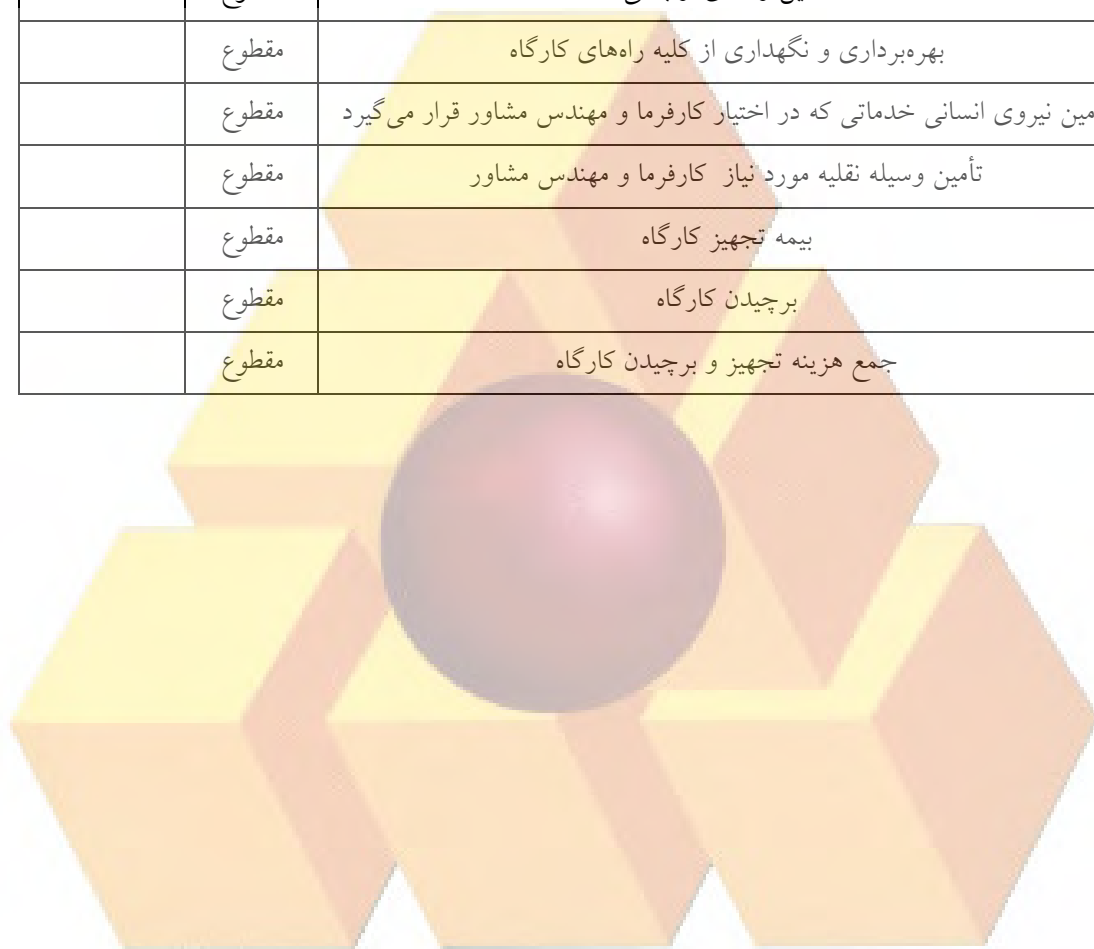 بهره‌برداری و نگهداری از کلیه راه‌های کارگاه مقطوع
نیروی انسانی خدماتی که در اختیار کارفرما و مهندس مشاور قرار می‌گیرد مقطوع
تأمین وسیله نقلیه مورد نیاز کارفرما و مهندس مشاور مقطوع
بیمه تجهیز کارگاه مقطوع
برچیدن کارگاه مقطوع
جمع هزینه تجهیز و برچیدن کارگاه مقطوع